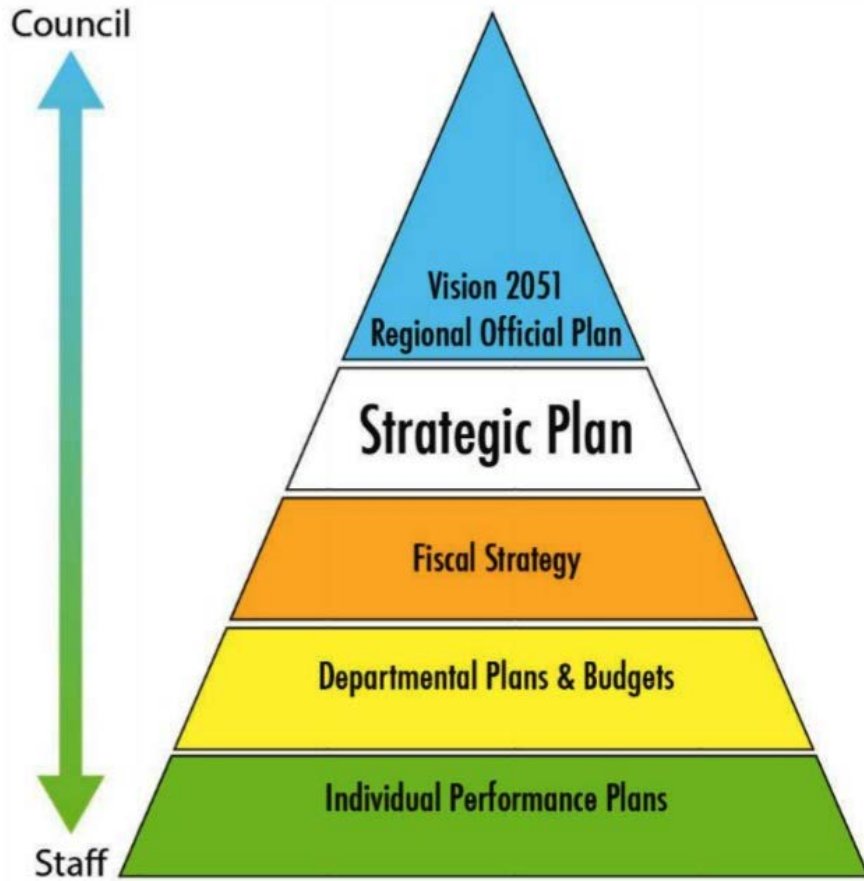 Council
Vision 2051
Regional Official Plan
Strategic Plan
Fiscal Strategy
Departmental Plans & Budgets
Individual Performance Plans
Staff